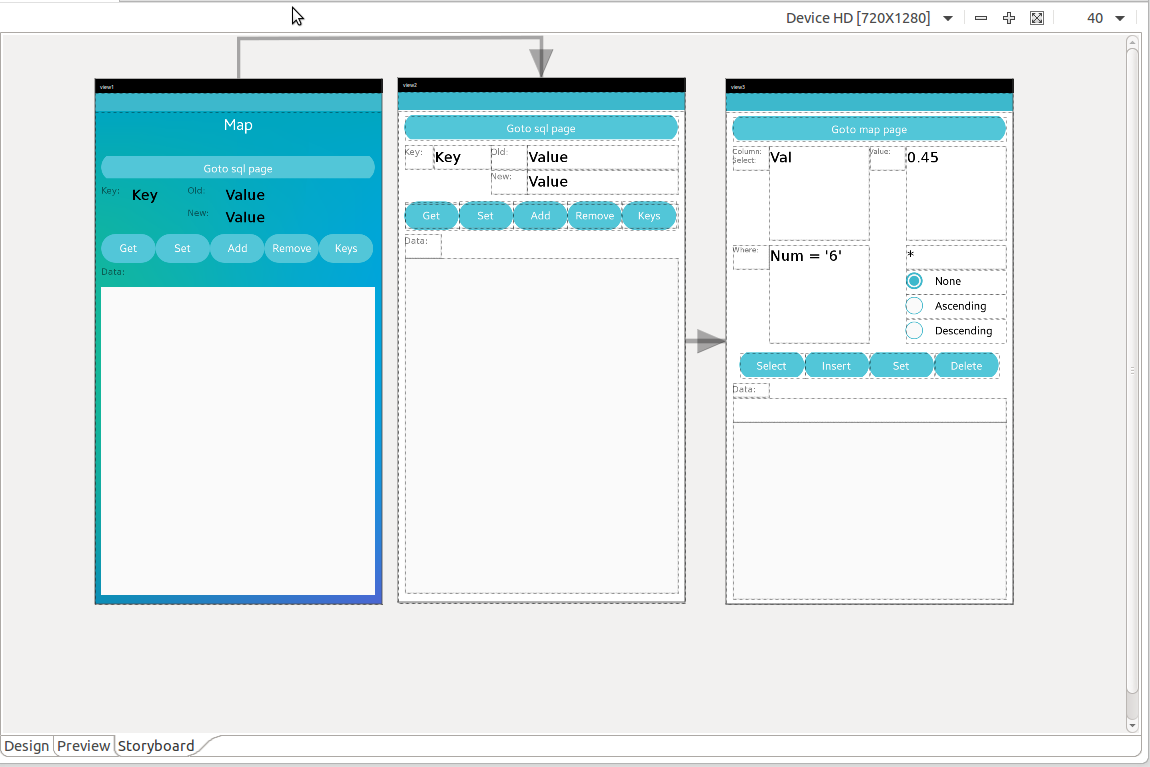 Device HD [720X1280]
40
view1
Map
Goto sql page
Key: Key Old: Value
New: Value
Get Set Add Remove Keys
Data:
view2
Goto sql page
Key: Key Old: Value
New: Value
Get Set Add Remove Keys
Data:
view3
Goto map page
Column: Val Value: 0.45
Select:
Where: Num = '6' *
None
Ascending
Descending
Select Insert Set Delete
Data:
Design Preview Storyboard